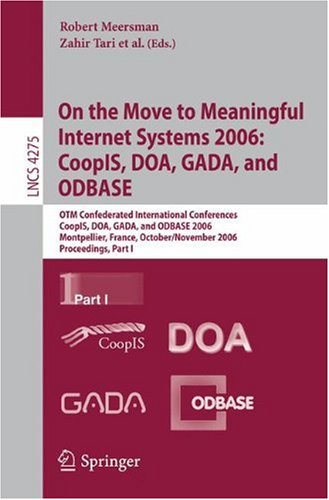 Robert Meersman
Zahir Tari et al. (Eds.)
LNCS 4275
On the Move to Meaningful
Internet Systems 2006:
CoopIS, DOA, GADA, and
ODBASE
OTM Confederated International Conferences
CoopIS, DOA, GADA, and ODBASE 2006
Montpellier, France, October/November 2006
Proceedings, Part I
1 Part I
CoopIS
DOA
GADA
ODBASE
Springer